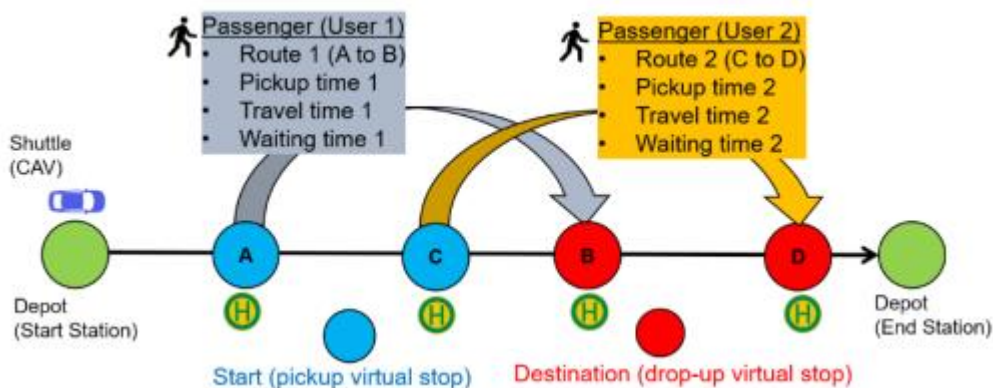 Passenger (User 1)
• Route 1 (A to B)
• Pickup time 1
• Travel time 1
• Waiting time 1
Passenger (User 2)
• Route 2 (C to D)
• Pickup time 2
• Travel time 2
• Waiting time 2
Shuttle
(CAV)
A
C
B
D
H
H
H
H
Depot
(Start Station)
Depot
(End Station)
Start (pickup virtual stop)
Destination (drop-up virtual stop)